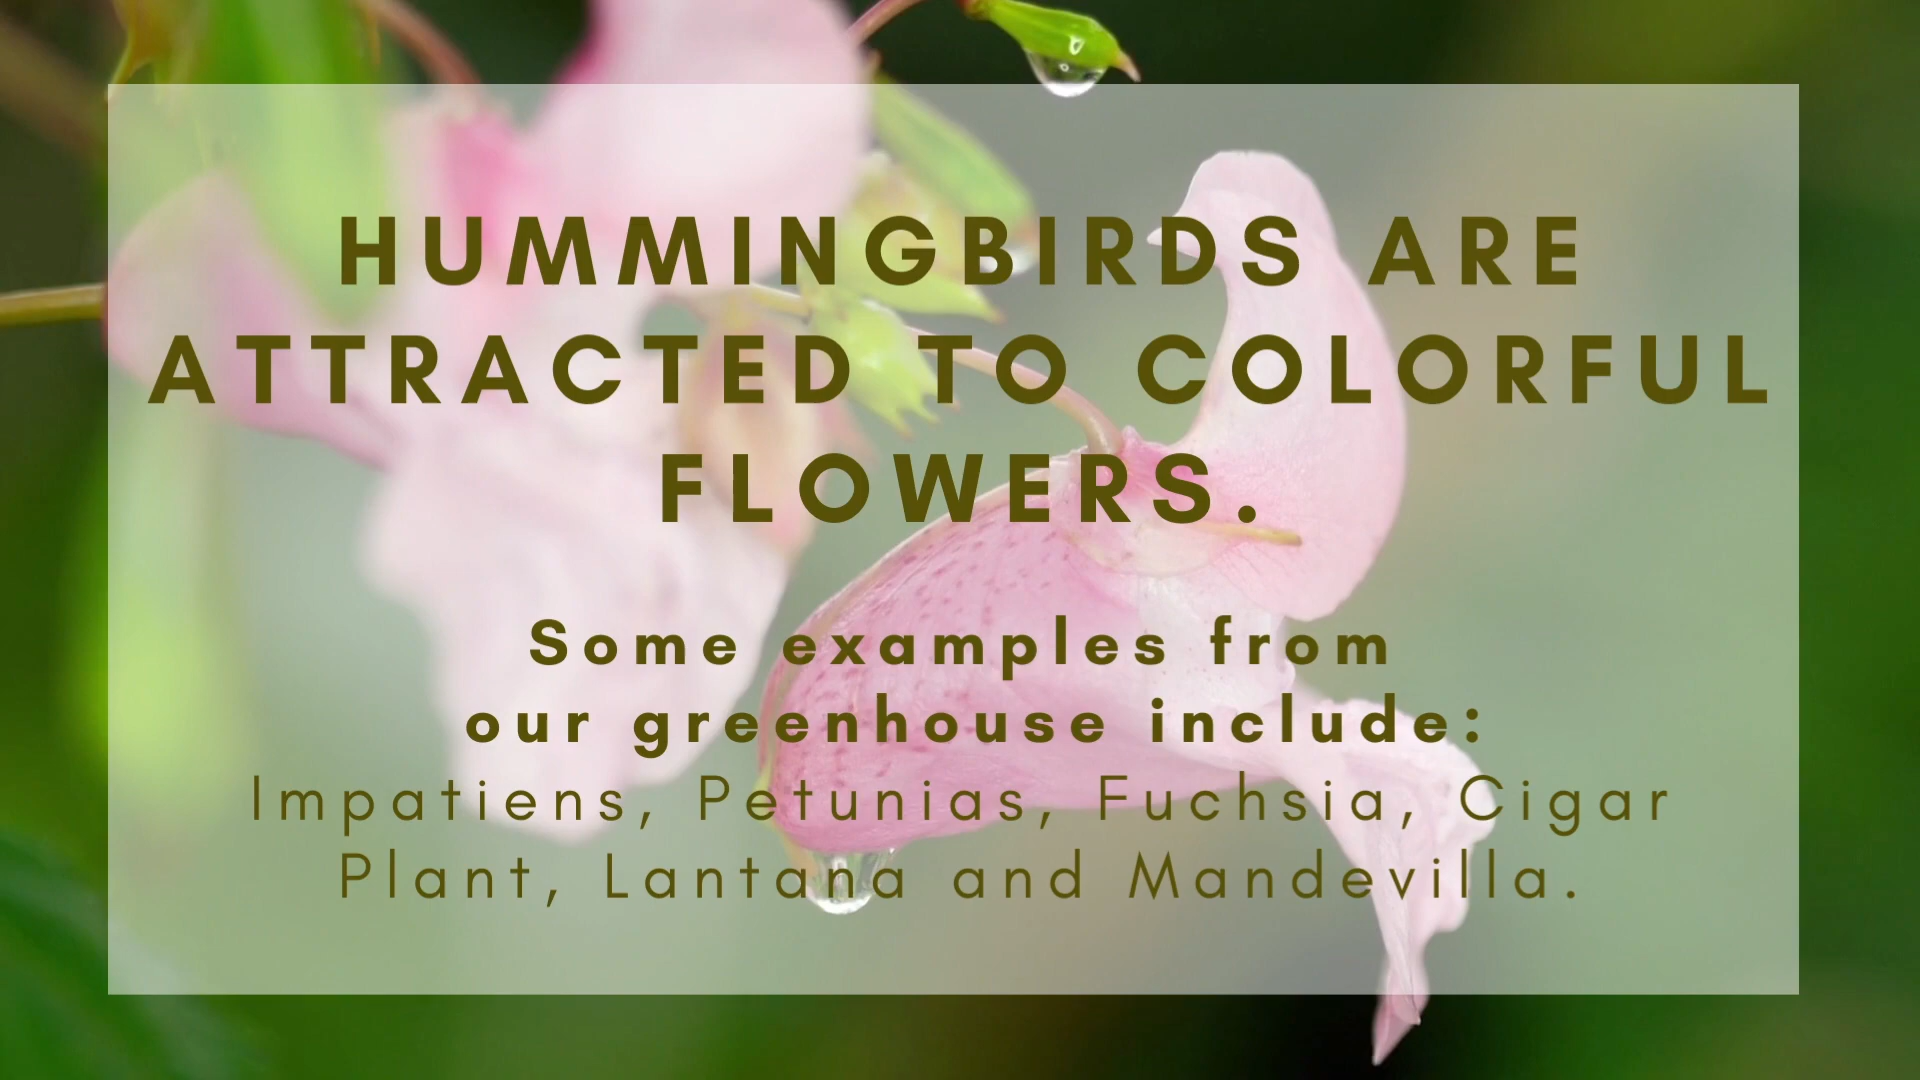 HUMMINGBIRDS ARE
ATTRACTED TO COLORFUL
FLOWERS.
Some examples from
our greenhouse include:
Impatiens, Petunias, Fuchsia, Cigar
Plant, Lantana and Mandevilla.